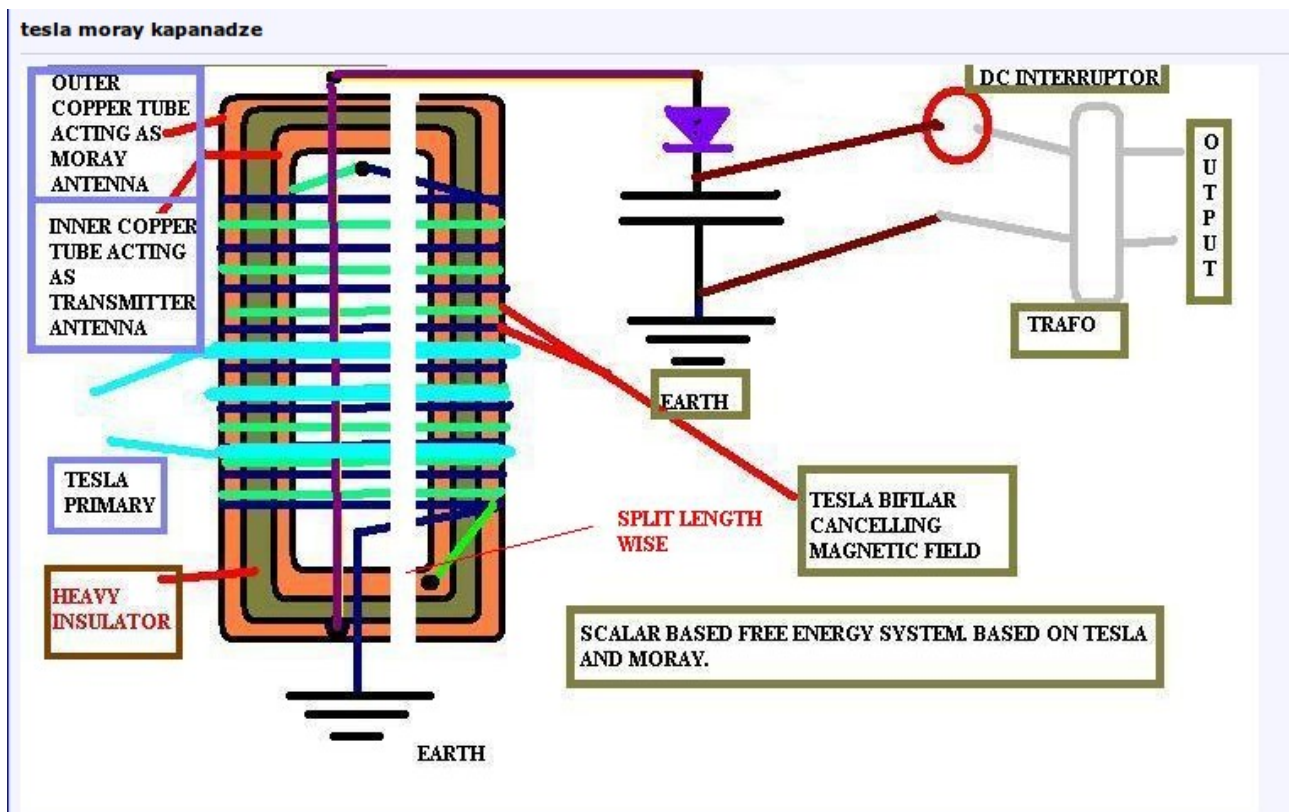 tesla moray kapanadze
OUTER
COPPER TUBE
ACTING AS
MORAY
ANTENNA
INNER COPPER
TUBE ACTING
AS
TRANSMITTER
ANTENNA
TESLA
PRIMARY
HEAVY
INSULATOR
EARTH
SPLIT LENGTH
WISE
DC INTERRUPTOR
O
U
T
P
U
T
TRAFO
EARTH
TESLA BIFILAR
CANCELLING
MAGNETIC FIELD
SCALAR BASED FREE ENERGY SYSTEM. BASED ON TESLA
AND MORAY.